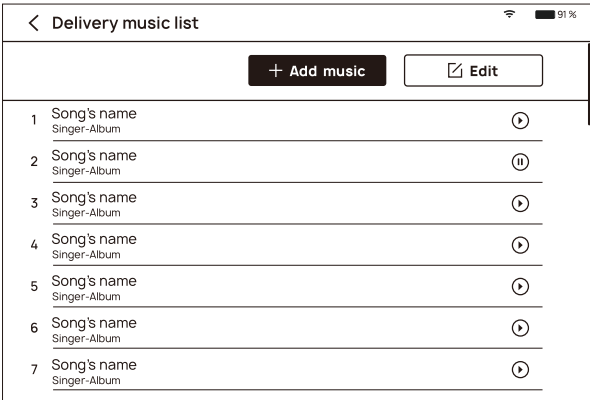 Delivery music list
91%
+ Add music
Edit
1 Song's name
Singer-Album
2 Song's name
Singer-Album
3 Song's name
Singer-Album
4 Song's name
Singer-Album
5 Song's name
Singer-Album
6 Song's name
Singer-Album
7 Song's name
Singer-Album